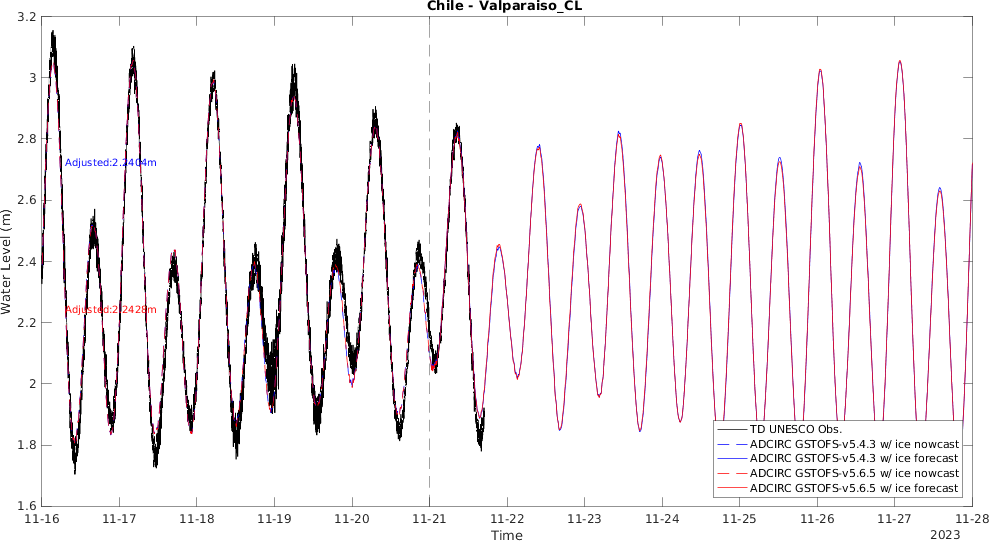 Chile - Valparaiso_CL
Water Level (m)
3.2
3
2.8
2.6
2.4
2.2
2
1.8
1.6
Adjusted:2.2404m
Adjusted:2.2428m
TD UNESCO Obs.
ADCIRC GSTOFS-v5.4.3 w/ ice nowcast
ADCIRC GSTOFS-v5.4.3 w/ ice forecast
ADCIRC GSTOFS-v5.6.5 w/ ice nowcast
ADCIRC GSTOFS-v5.6.5 w/ ice forecast
11-16 11-17 11-18 11-19 11-20 11-21 11-22 11-23 11-24 11-25 11-26 11-27 11-28
Time
2023